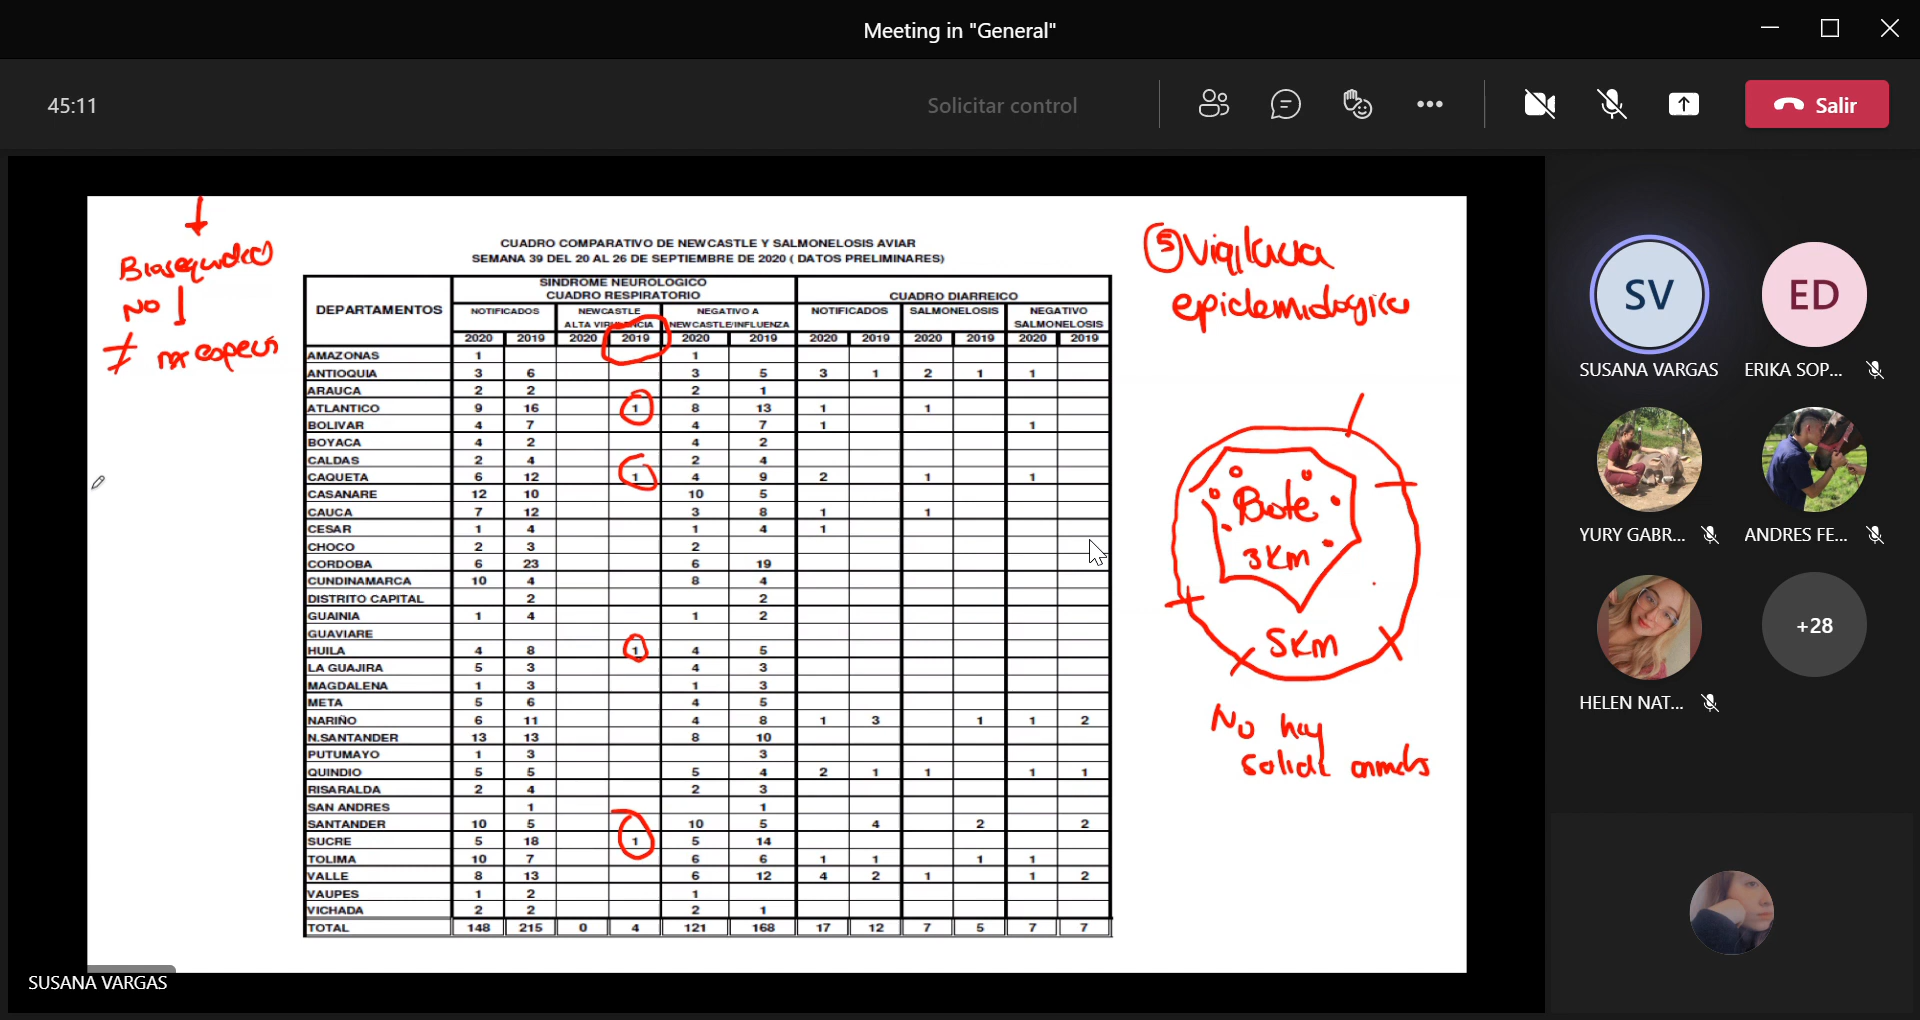 Meeting in "General"
45:11
Solicitar control
Salir
Bioseguridad
No
≠
CUADRO COMPARATIVO DE NEWCASTLE Y SALMONELOSIS AVIAR
SEMANA 39 DEL 20 AL 26 DE SEPTIEMBRE DE 2020 ( DATOS PRELIMINARES)
DEPARTAMENTOS
SINDROME NEUROLOGICO
CUADRO RESPIRATORIO
CUADRO DIARREICO
NOTIFICADOS NEWCASTLE ALTA VIRULENCIA NEGATIVO A NEWCASTLE/INFLUENZA NOTIFICADOS SALMONELOSIS NEGATIVO SALMONELOSIS
2020 2019 2020 2019 2020 2019 2020 2019 2020 2019 2020 2019
AMAZONAS 1 1
ANTIOQUIA 3 6 3 5 3 1 2 1 1
ARAUCA 2 2 2 1
ATLANTICO 9 16 1 8 13 1 1
BOLIVAR 4 7 4 7 1 1
BOYACA 4 2 4 2
CALDAS 2 4 2 4
CAQUETA 6 12 1 4 9 2 1 1
CASANARE 12 10 10 5
CAUCA 7 12 3 8 1 1
CESAR 1 4 1 4 1
CHOCO 2 3 2
CORDOBA 6 23 6 19
CUNDINAMARCA 10 4 8 4
DISTRITO CAPITAL 2 2
GUAINIA 1 4 1 2
GUAVIARE
HUILA 4 8 1 4 5
LA GUAJIRA 5 3 4 3
MAGDALENA 1 3 1 3
META 5 6 4 5
NARIÑO 6 11 4 8 1 3 1 1 2
N.SANTANDER 13 13 8 10
PUTUMAYO 1 3 3
QUINDIO 5 5 5 4 2 1 1 1 1
RISARALDA 2 4 2 3
SAN ANDRES 1 1
SANTANDER 10 5 10 5 4 2 2
SUCRE 5 18 1 5 14
TOLIMA 10 7 6 6 1 1 1 1
VALLE 8 13 6 12 4 2 1 1 2
VAUPES 1 2 1
VICHADA 2 2 2 1
TOTAL 148 215 0 4 121 168 17 12 7 5 7 7
⑤ Vigilancia
epidemiologica
Brote
3Km
5Km
No hay
salida animales
SUSANA VARGAS
SV
SUSANA VARGAS
ED
ERIKA SOP...
YURY GABR...
ANDRES FE...
HELEN NAT...
+28